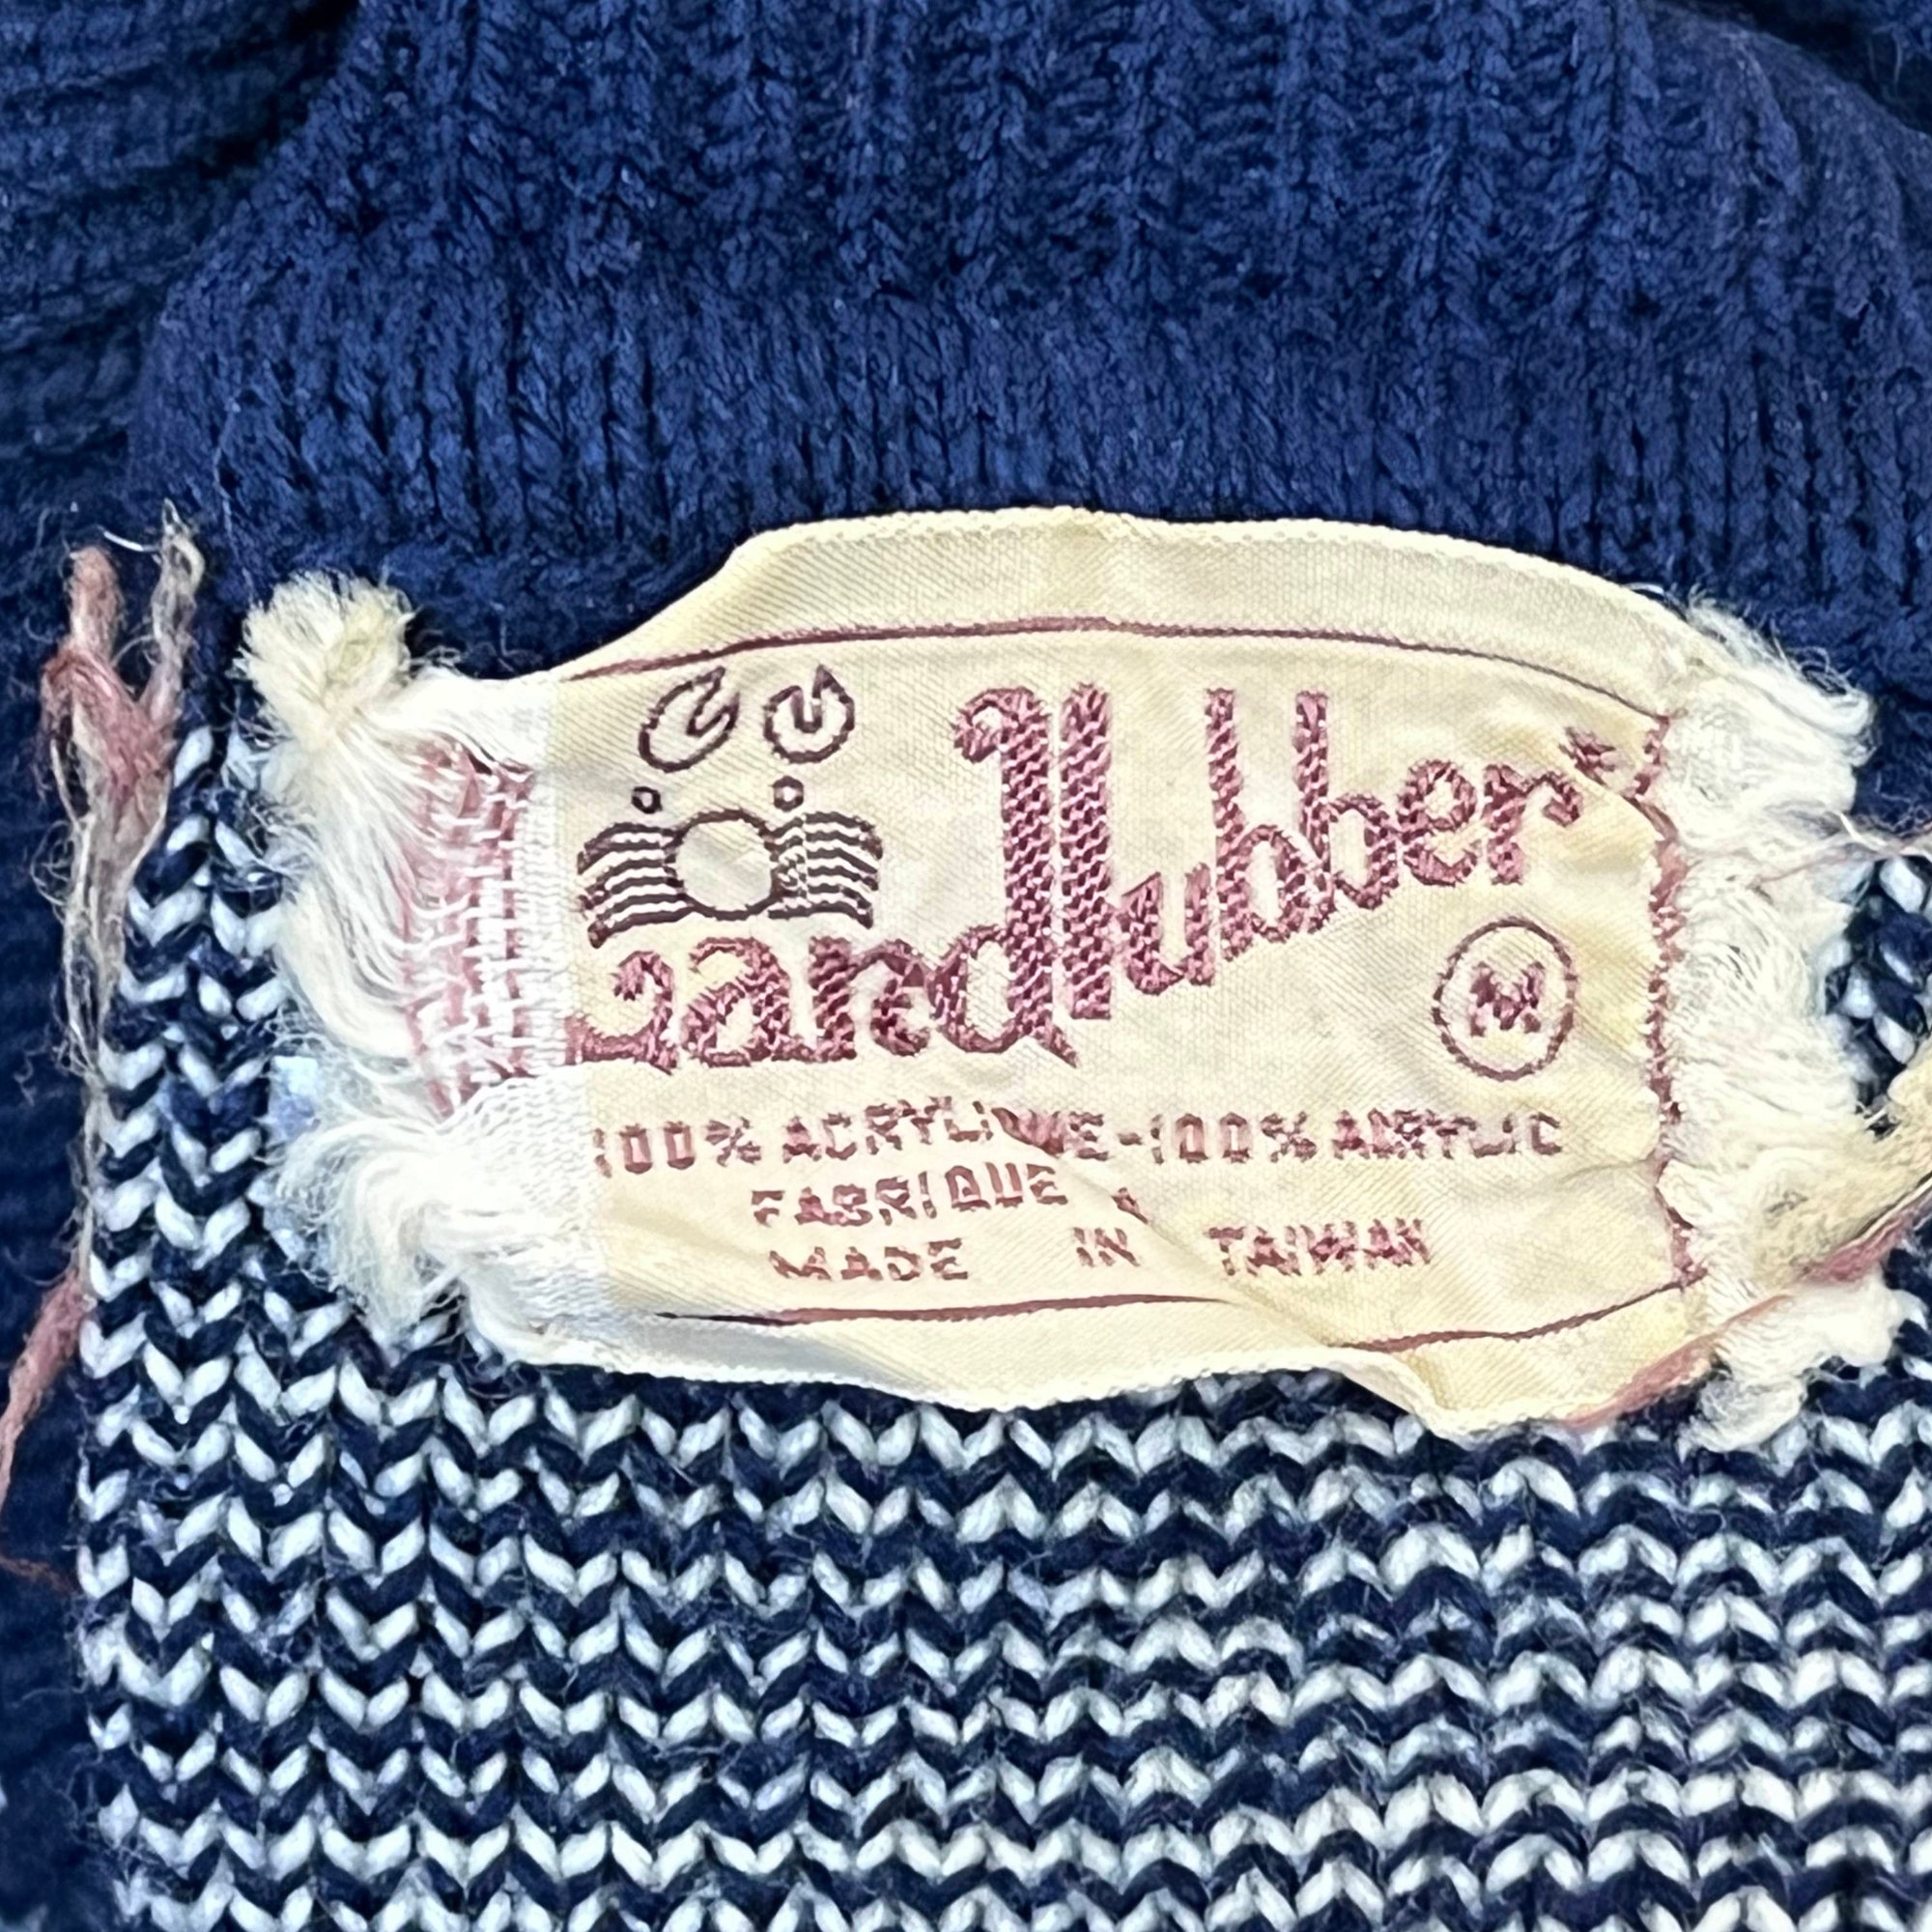 Landlubber
M
100% ACRYLIQUE-100% ACRYLIC
FABRIQUE A
MADE IN TAIWAN